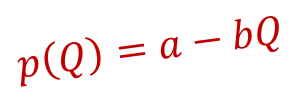 p(Q) = a − bQ